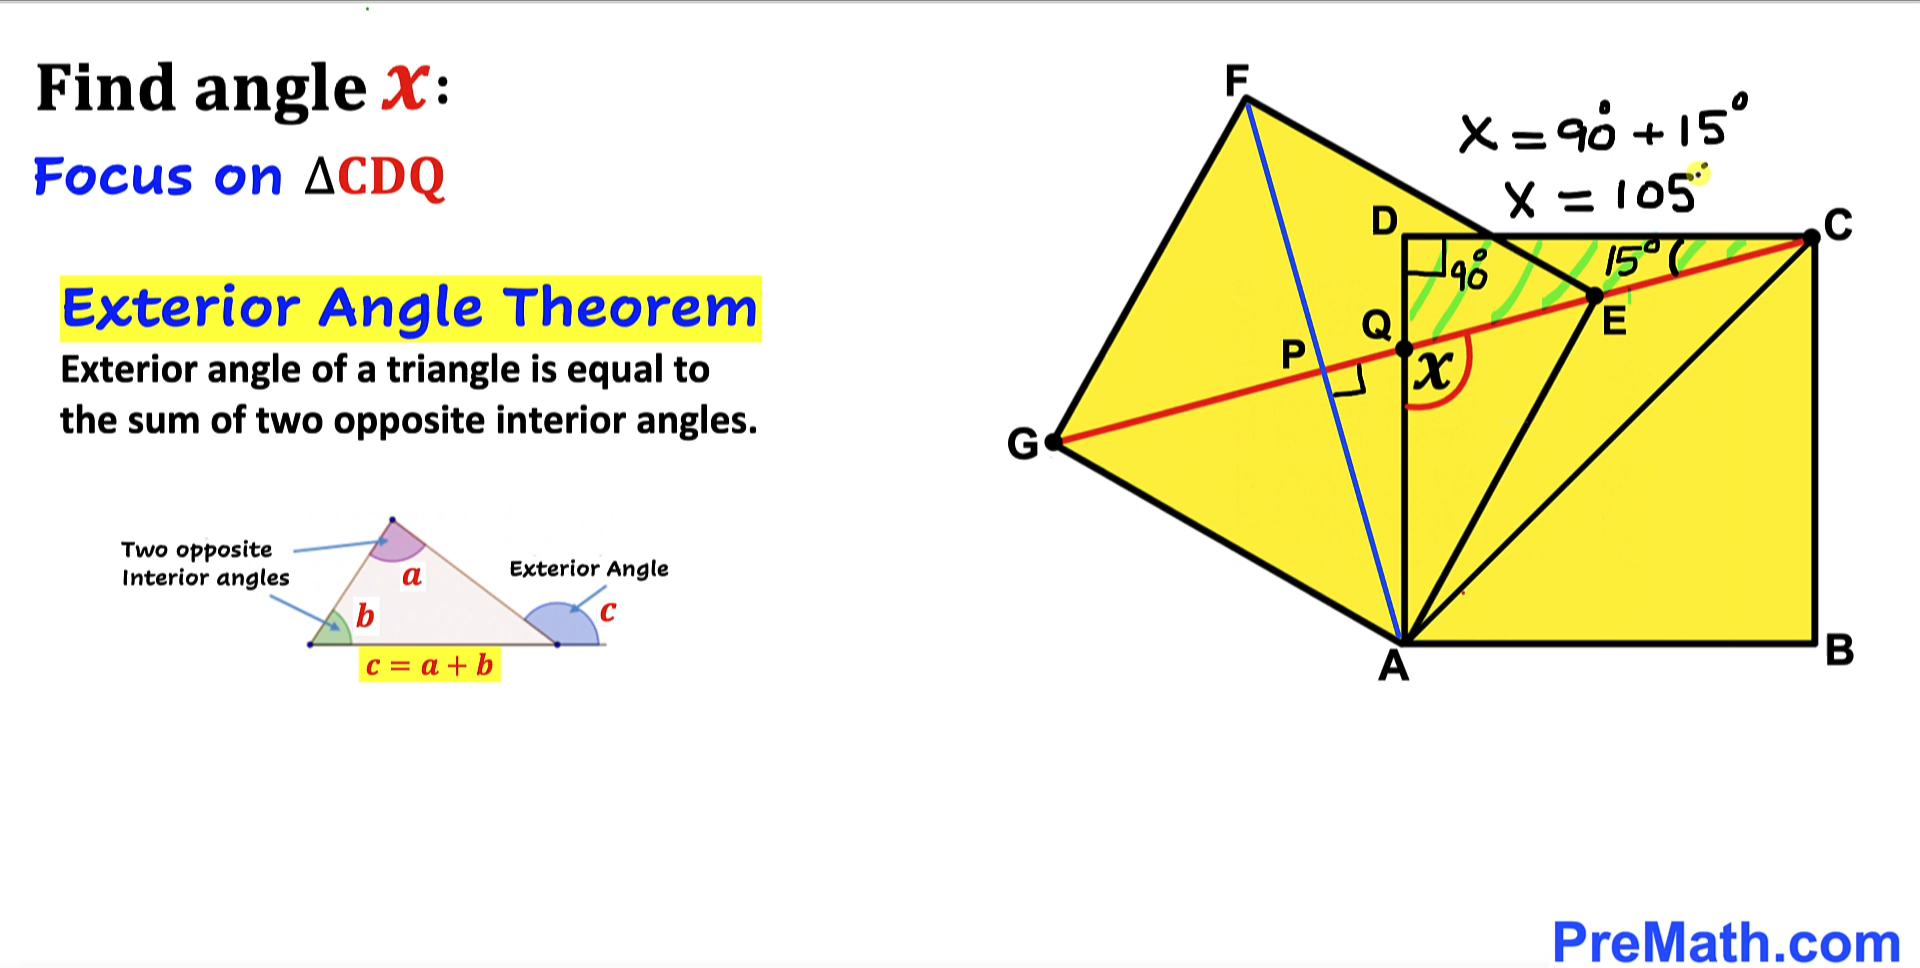 Find angle x:
Focus on ΔCDQ
Exterior Angle Theorem
Exterior angle of a triangle is equal to
the sum of two opposite interior angles.
Two opposite
Interior angles
a
b
Exterior Angle
c
c = a + b
F
x = 90° + 15°
x = 105°
D
C
90°
15°
Q
E
P
x
G
A
B
PreMath.com